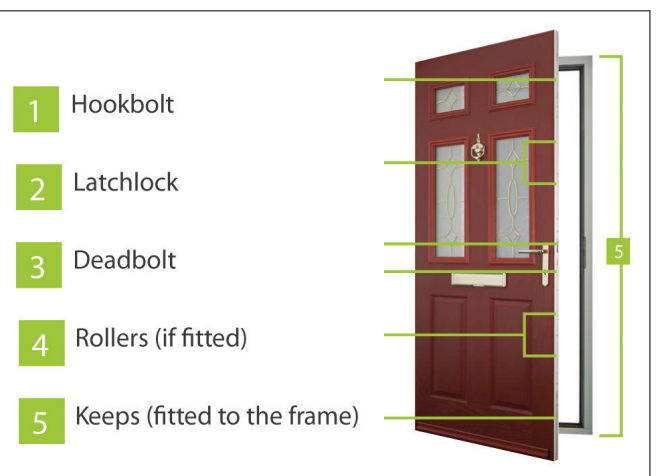 1 Hookbolt
2 Latchlock
3 Deadbolt
4 Rollers (if fitted)
5 Keeps (fitted to the frame)
5